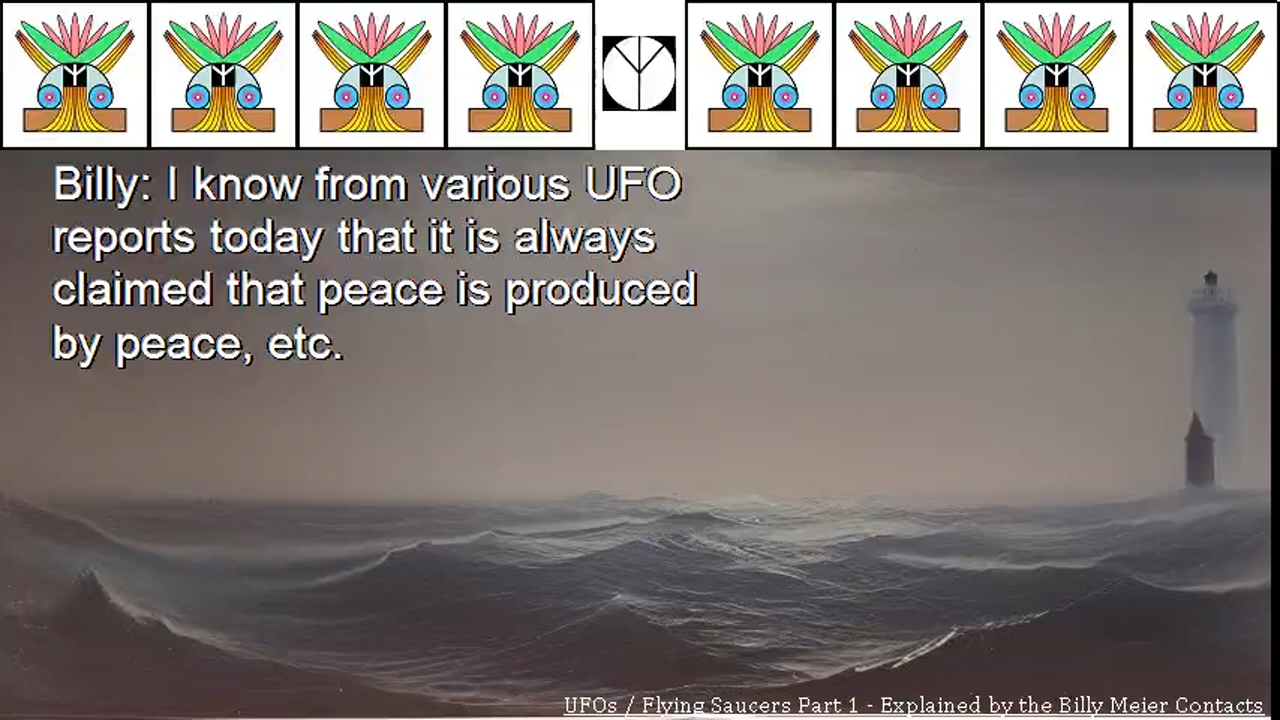 Billy: I know from various UFO
reports today that it is always
claimed that peace is produced
by peace, etc.
UFOs / Flying Saucers Part 1 - Explained by the Billy Meier Contacts